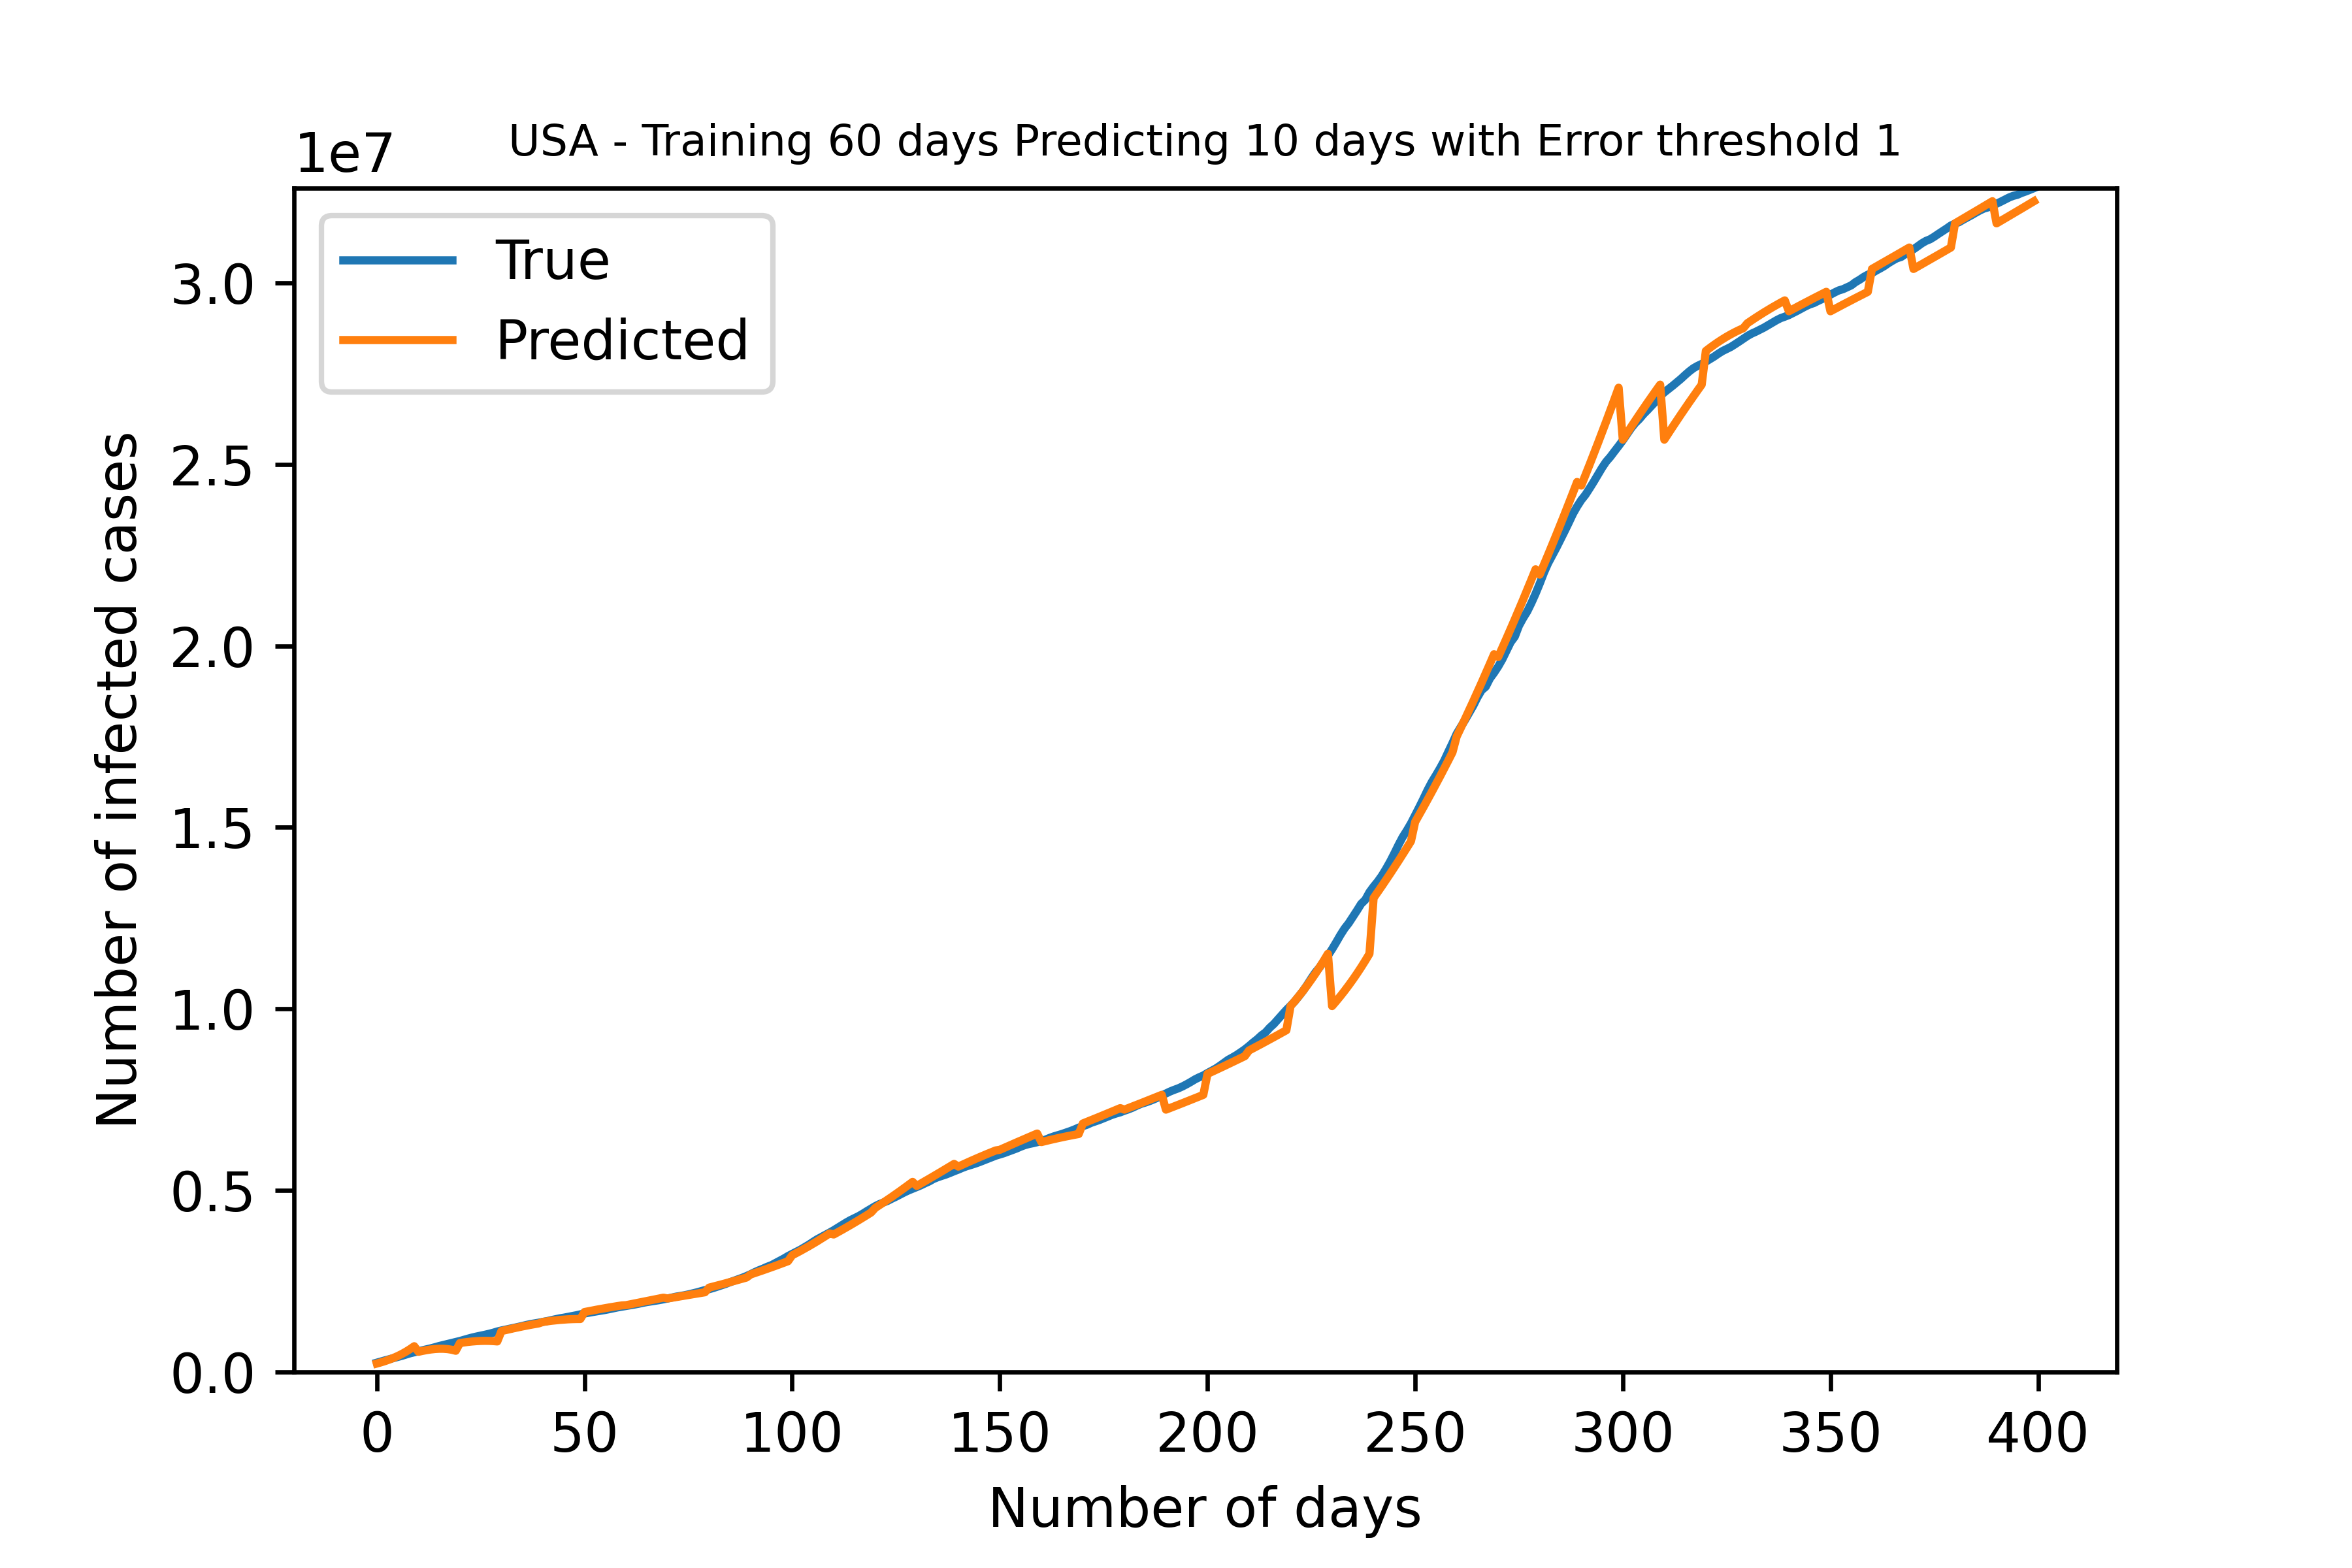 USA - Training 60 days Predicting 10 days with Error threshold 1
1e7
True
Predicted
3.0
2.5
2.0
1.5
1.0
0.5
0.0
Number of infected cases
0 50 100 150 200 250 300 350 400
Number of days